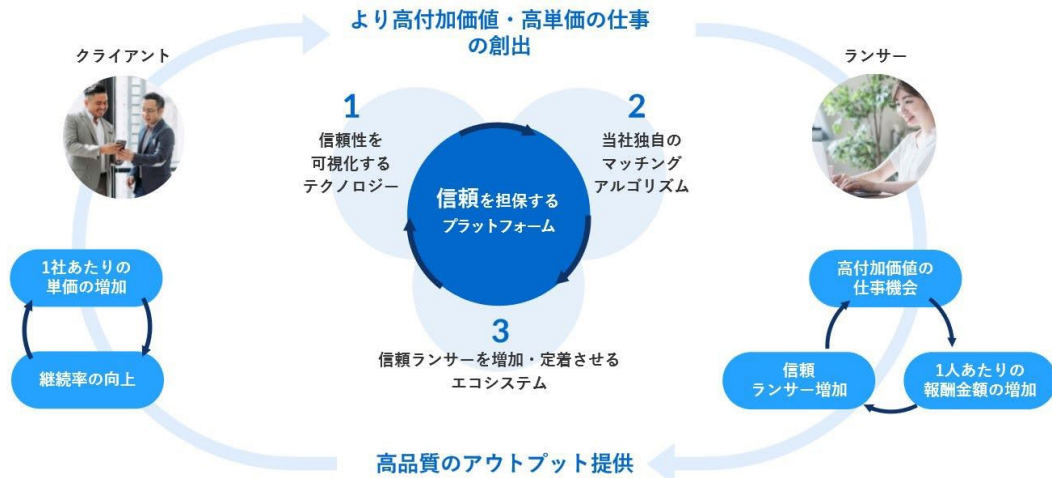 より高付加価値・高単価の仕事
の創出
クライアント
ランサー
1
信頼性を
可視化する
テクノロジー
2
当社独自の
マッチング
アルゴリズム
信頼を担保する
プラットフォーム
3
信頼ランサーを増加・定着させる
エコシステム
1社あたりの
単価の増加
継続率の向上
高付加価値の
仕事機会
信頼
ランサー増加
1人あたりの
報酬金額の増加
高品質のアウトプット提供